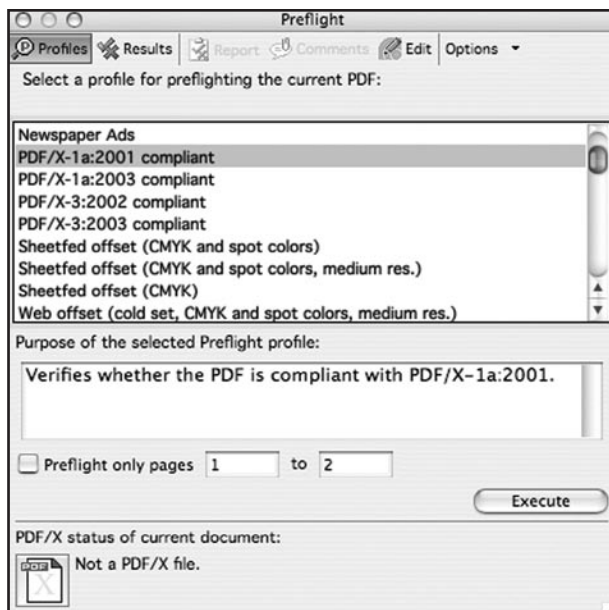 Preflight
Profiles Results Report Comments Edit Options
Select a profile for preflighting the current PDF:
Newspaper Ads
PDF/X-1a:2001 compliant
PDF/X-1a:2003 compliant
PDF/X-3:2002 compliant
PDF/X-3:2003 compliant
Sheetfed offset (CMYK and spot colors)
Sheetfed offset (CMYK and spot colors, medium res.)
Sheetfed offset (CMYK)
Web offset (cold set, CMYK and spot colors, medium res.)
Purpose of the selected Preflight profile:
Verifies whether the PDF is compliant with PDF/X-1a:2001.
Preflight only pages 1 to 2
Execute
PDF/X status of current document:
PDF X Not a PDF/X file.